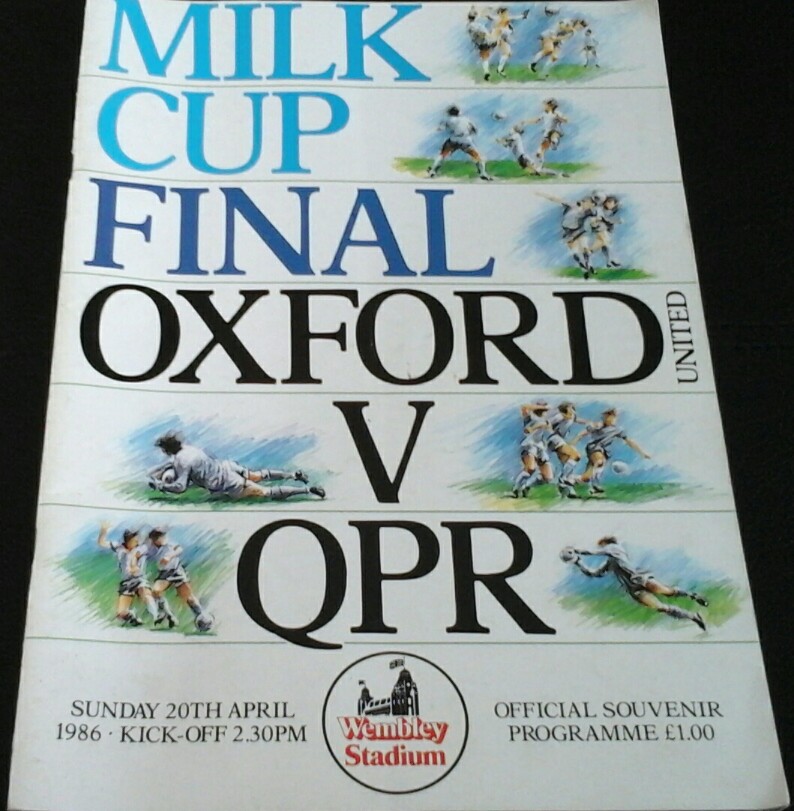 MILK
CUP
FINAL
OXFORD
UNITED
V
QPR
SUNDAY 20TH APRIL
1986 · KICK-OFF 2.30PM
Wembley
Stadium
OFFICIAL SOUVENIR
PROGRAMME £1.00